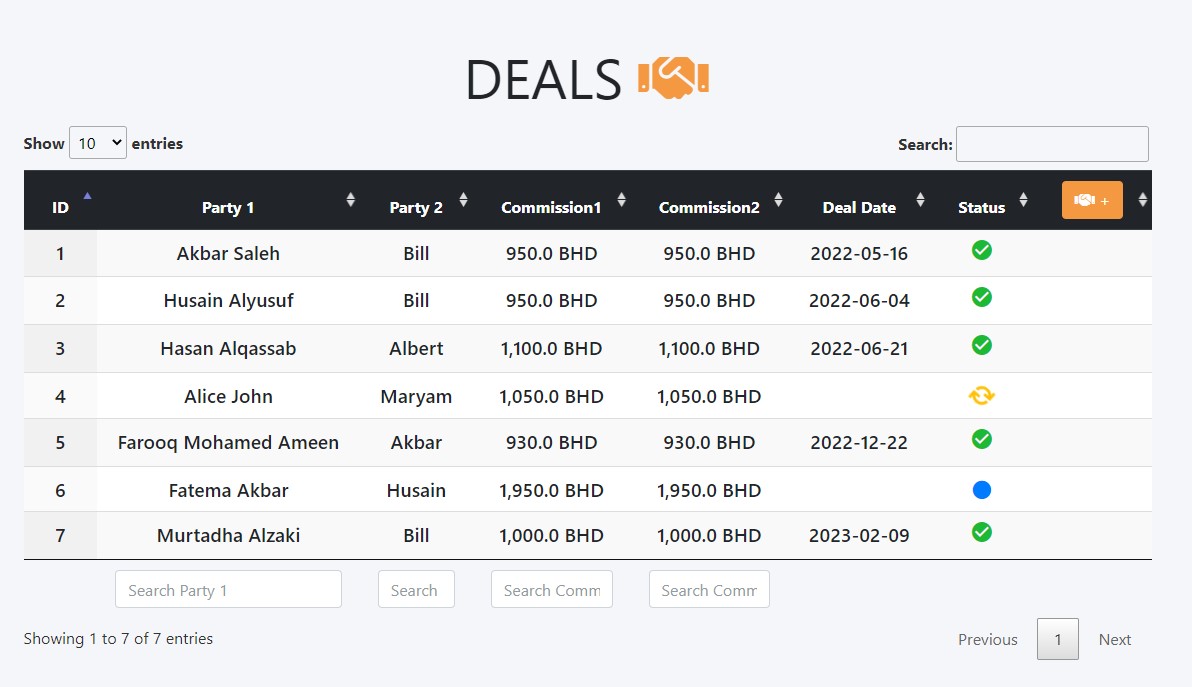 DEALS
Show 10 entries Search:
ID Party 1 Party 2 Commission1 Commission2 Deal Date Status +
1 Akbar Saleh Bill 950.0 BHD 950.0 BHD 2022-05-16
2 Husain Alyusuf Bill 950.0 BHD 950.0 BHD 2022-06-04
3 Hasan Alqassab Albert 1,100.0 BHD 1,100.0 BHD 2022-06-21
4 Alice John Maryam 1,050.0 BHD 1,050.0 BHD
5 Farooq Mohamed Ameen Akbar 930.0 BHD 930.0 BHD 2022-12-22
6 Fatema Akbar Husain 1,950.0 BHD 1,950.0 BHD
7 Murtadha Alzaki Bill 1,000.0 BHD 1,000.0 BHD 2023-02-09
Search Party 1 Search Search Comm Search Comm
Showing 1 to 7 of 7 entries Previous 1 Next